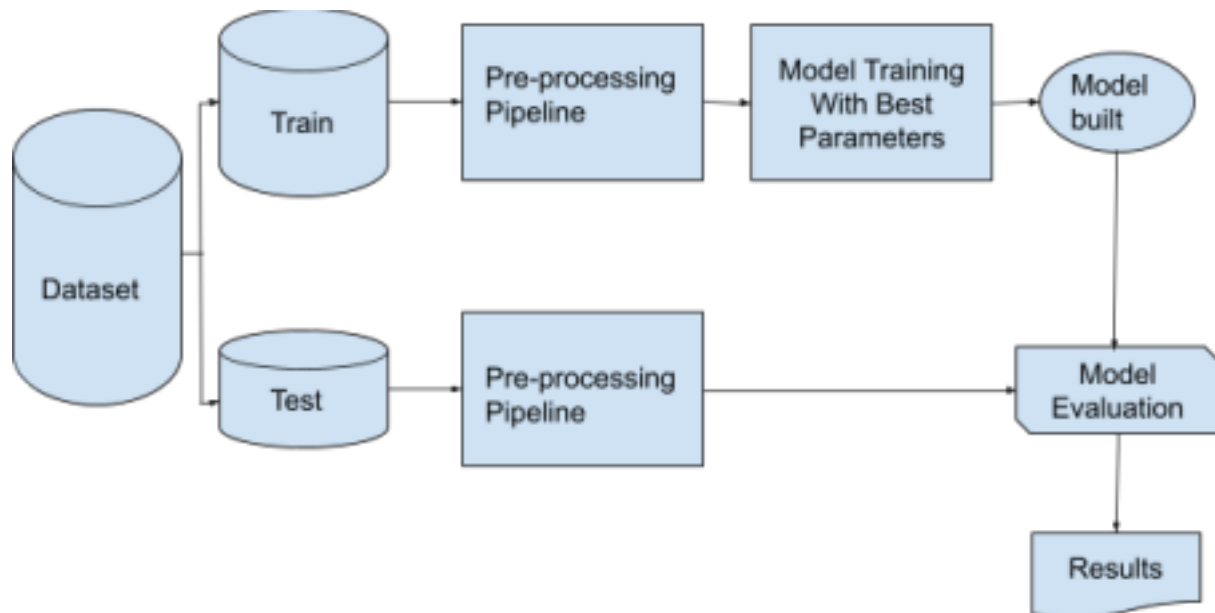 Train
Pre-processing
Pipeline
Model Training
With Best
Parameters
Model
built
Dataset
Test
Pre-processing
Pipeline
Model
Evaluation
Results